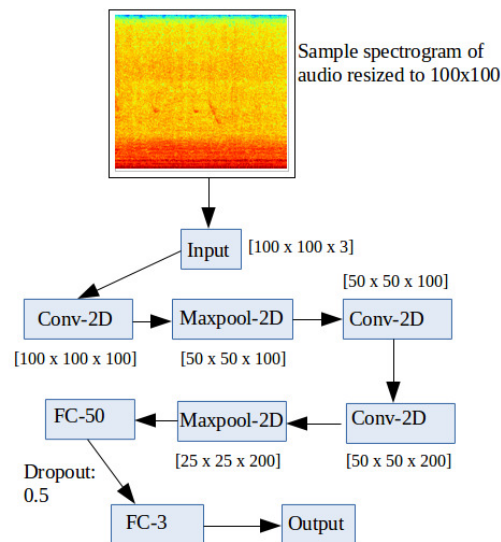 Sample spectrogram of
audio resized to 100x100
Input
[100 x 100 x 3]
[50 x 50 x 100]
Conv-2D
Maxpool-2D
Conv-2D
[100 x 100 x 100]
[50 x 50 x 100]
FC-50
Maxpool-2D
Conv-2D
[25 x 25 x 200]
[50 x 50 x 200]
Dropout:
0.5
FC-3
Output